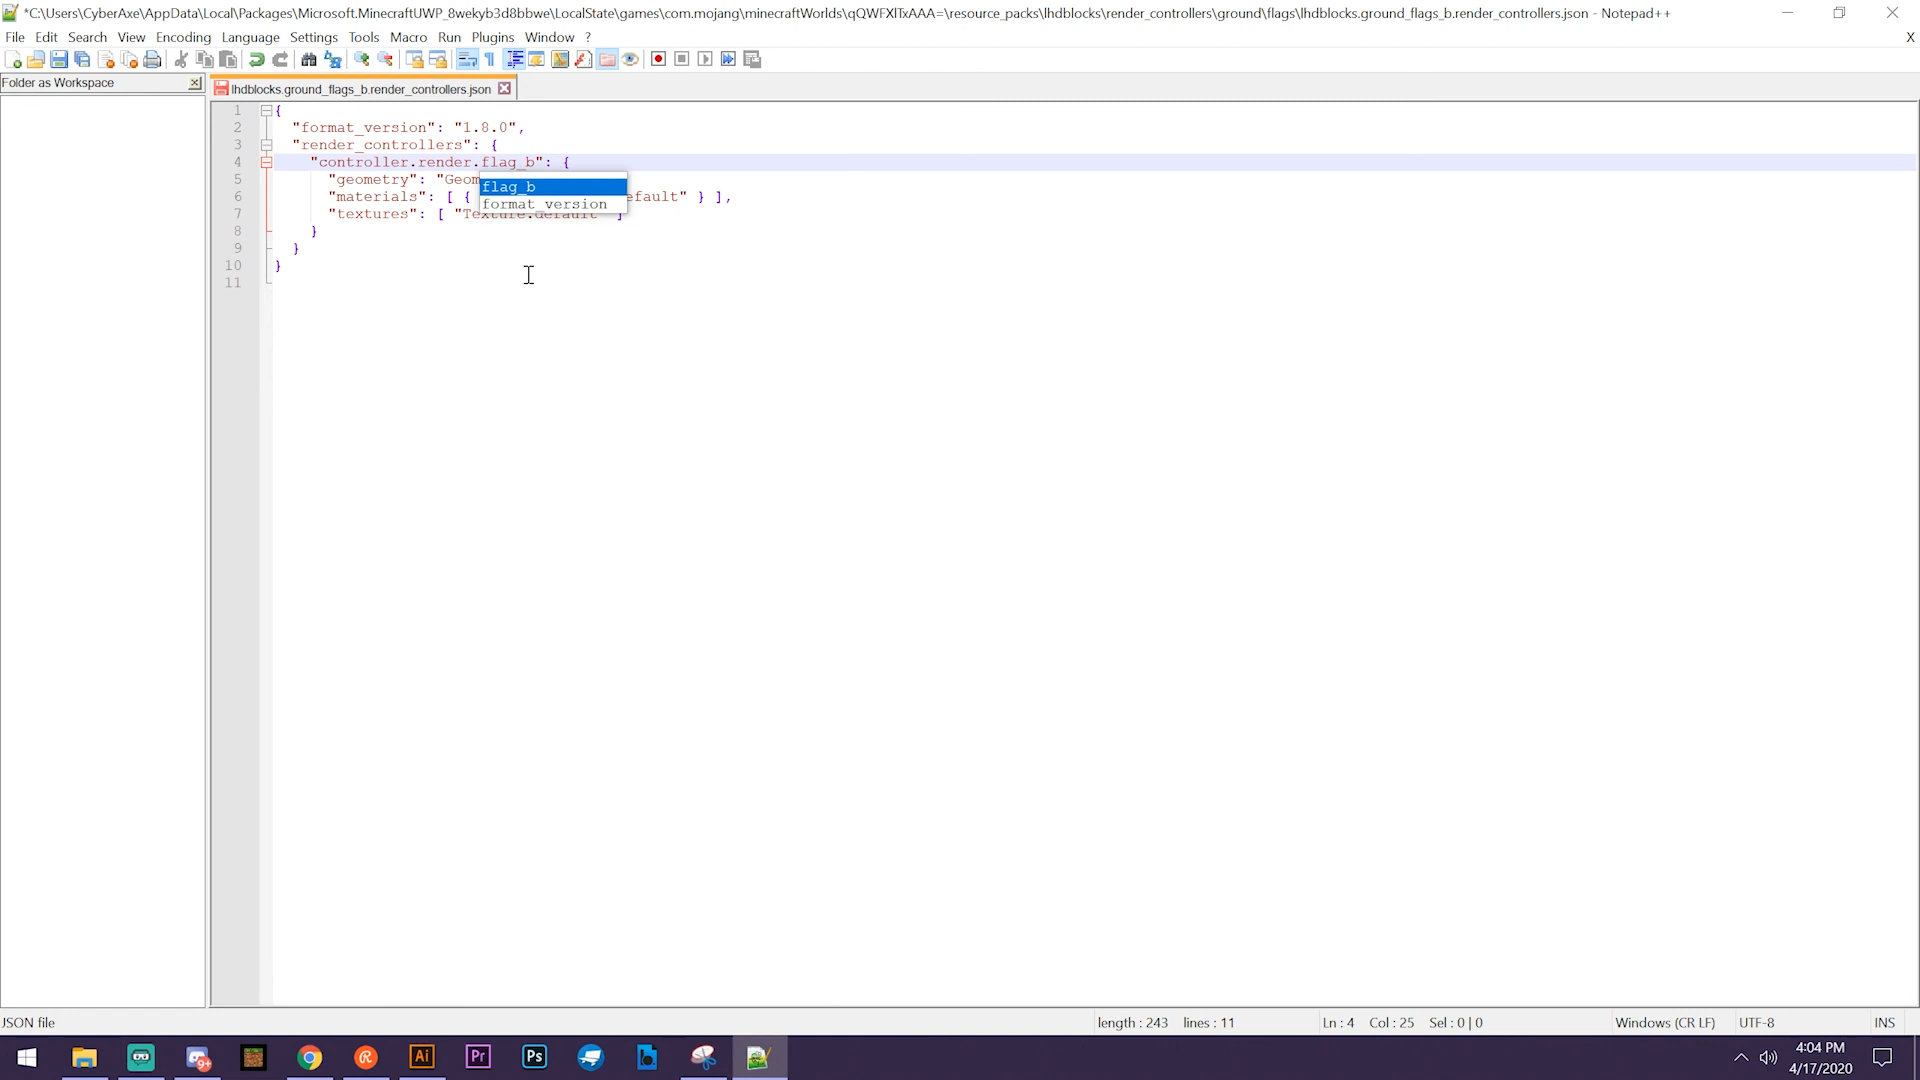 *C:\Users\CyberAxe\AppData\Local\Packages\Microsoft.MinecraftUWP_8wekyb3d8bbwe\LocalState\games\com.mojang\minecraftWorlds\qQWFXITxAAA=\resource_packs\lhdblocks\render_controllers\ground\flags\lhdblocks.ground_flags_b.render_controllers.json - Notepad++
File Edit Search View Encoding Language Settings Tools Macro Run Plugins Window ? X
Folder as Workspace
lhdblocks.ground_flags_b.render_controllers.json
1 {
2 "format_version": "1.8.0",
3 "render_controllers": {
4 "controller.render.flag_b": {
5 "geometry": "Geom
flag_b
6 "materials": [ { efault" } ],
format_version
7 "textures": [ "Texture.default" ]
8 }
9 }
10 }
11
JSON file length : 243 lines : 11 Ln : 4 Col : 25 Sel : 0 | 0 Windows (CR LF) UTF-8 INS
9+
Ai
Pr
Ps
4:04 PM
4/17/2020